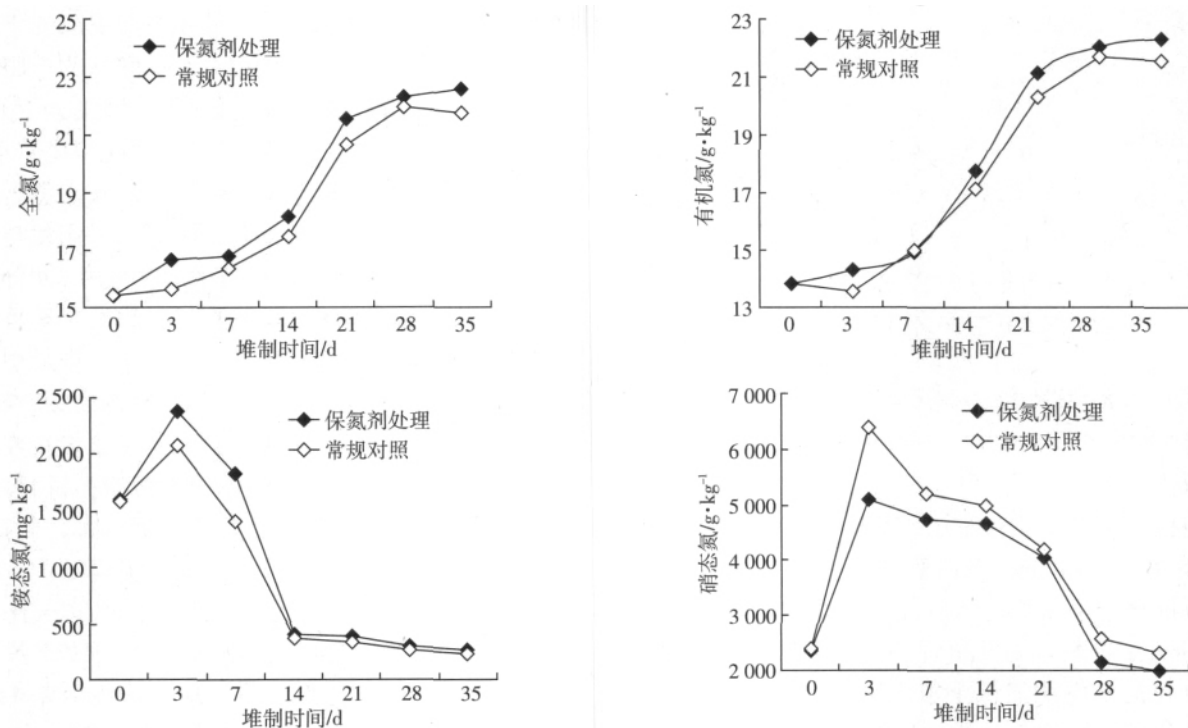 25
23
21
19
17
15
全氮/g·kg⁻¹
保氮剂处理
常规对照
0 3 7 14 21 28 35
堆制时间/d
23
21
19
17
15
13
有机氮/g·kg⁻¹
保氮剂处理
常规对照
0 3 7 14 21 28 35
堆制时间/d
2 500
2 000
1 500
1 000
500
0
铵态氮/mg·kg⁻¹
保氮剂处理
常规对照
0 3 7 14 21 28 35
堆制时间/d
7 000
6 000
5 000
4 000
3 000
2 000
硝态氮/g·kg⁻¹
保氮剂处理
常规对照
0 3 7 14 21 28 35
堆制时间/d